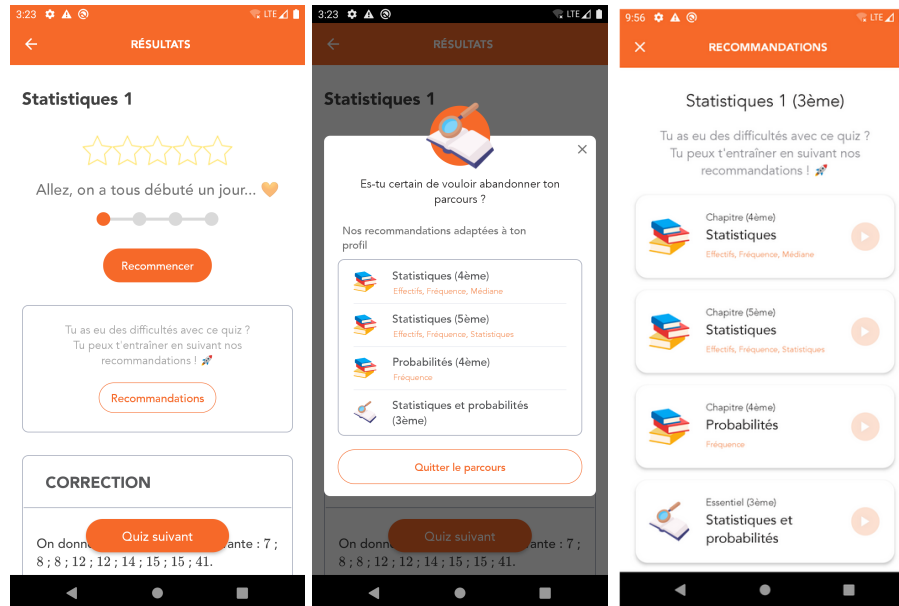 3:23
LTE
RÉSULTATS
Statistiques 1
Allez, on a tous débuté un jour... 🧡
Recommencer
Tu as eu des difficultés avec ce quiz ?
Tu peux t'entraîner en suivant nos
recommandations ! 🚀
Recommandations
CORRECTION
On donn
ante : 7 ;
8 ; 8 ; 12 ; 12 ; 14 ; 15 ; 15 ; 41.
Quiz suivant
3:23
LTE
RÉSULTATS
Statistiques 1
Es-tu certain de vouloir abandonner ton
parcours ?
Nos recommandations adaptées à ton
profil
Statistiques (4ème)
Effectifs, Fréquence, Médiane
Statistiques (5ème)
Effectifs, Fréquence, Statistiques
Probabilités (4ème)
Fréquence
Statistiques et probabilités
(3ème)
Quitter le parcours
On donn
ante : 7 ;
8 ; 8 ; 12 ; 12 ; 14 ; 15 ; 15 ; 41.
Quiz suivant
9:56
LTE
RECOMMANDATIONS
Statistiques 1 (3ème)
Tu as eu des difficultés avec ce quiz ?
Tu peux t'entraîner en suivant nos
recommandations ! 🚀
Chapitre (4ème)
Statistiques
Effectifs, Fréquence, Médiane
Chapitre (5ème)
Statistiques
Effectifs, Fréquence, Statistiques
Chapitre (4ème)
Probabilités
Fréquence
Essentiel (3ème)
Statistiques et
probabilités